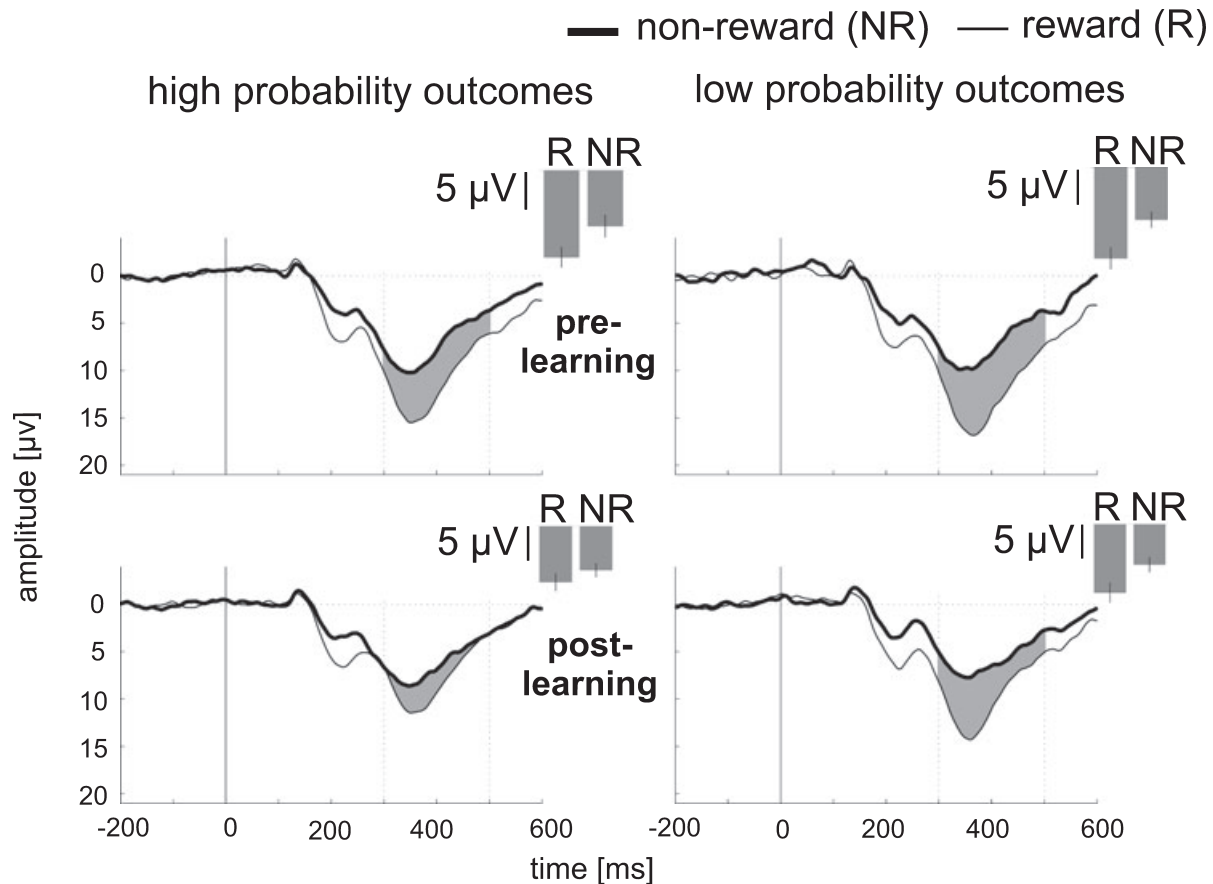 non-reward (NR) reward (R)
high probability outcomes
low probability outcomes
R NR
5 µV
R NR
5 µV
0
5
10
15
20
pre-
learning
R NR
5 µV
R NR
5 µV
0
5
10
15
20
post-
learning
amplitude [µv]
-200 0 200 400 600
-200 0 200 400 600
time [ms]